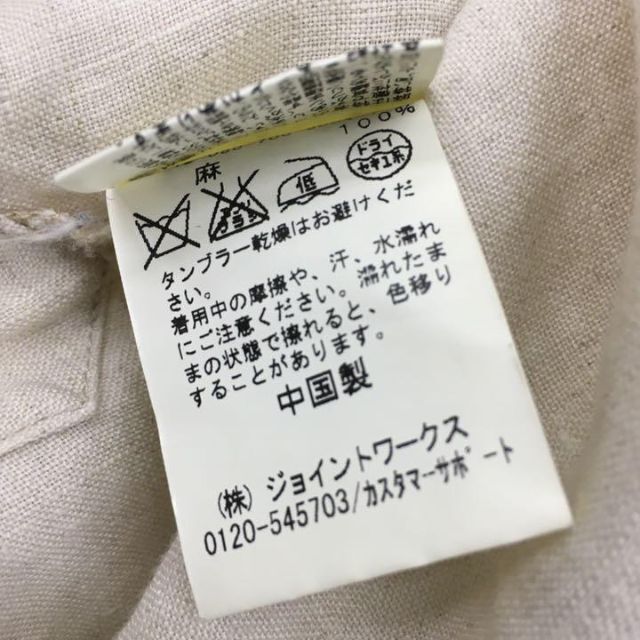 麻 100%
低
ドライ
セキユ系
タンブラー乾燥はお避けくだ
さい。
着用中の摩擦や、汗、水濡れ
にご注意ください。濡れたま
まの状態で擦れると、色移り
することがあります。
中国製
(株) ジョイントワークス
0120-545703/カスタマーサポート